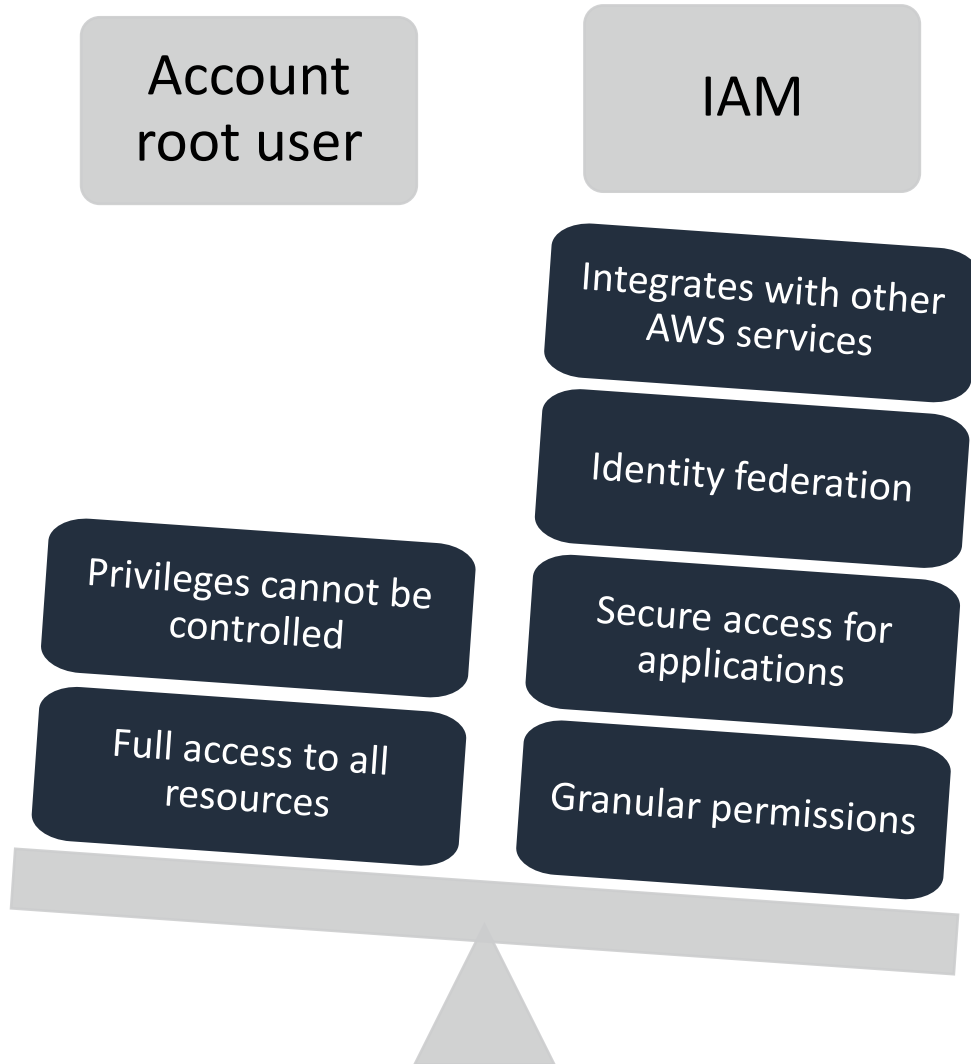 Account
root user
IAM
Privileges cannot be
controlled
Full access to all
resources
Integrates with other
AWS services
Identity federation
Secure access for
applications
Granular permissions